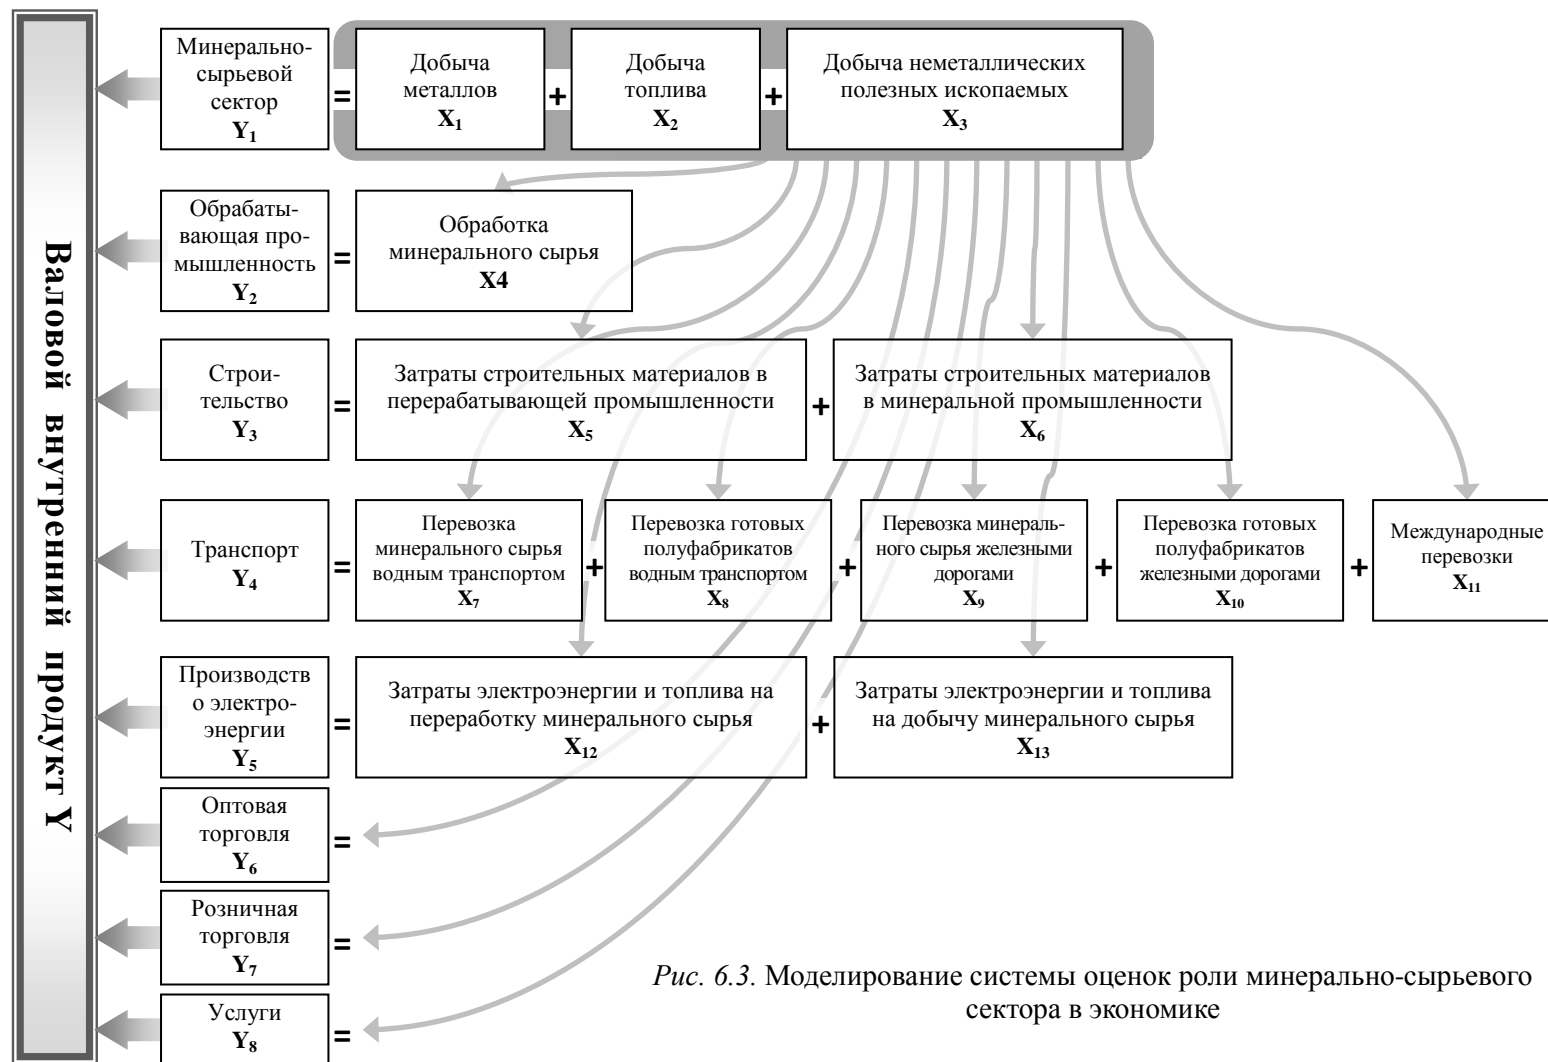 Валовой внутренний продукт Y
Минерально-
сырьевой
сектор
Y₁
=
Добыча
металлов
X₁
+
Добыча
топлива
X₂
+
Добыча неметаллических
полезных ископаемых
X₃
Обрабаты-
вающая про-
мышленность
Y₂
=
Обработка
минерального сырья
X4
Строи-
тельство
Y₃
=
Затраты строительных материалов в
перерабатывающей промышленности
X₅
+
Затраты строительных материалов
в минеральной промышленности
X₆
Транспорт
Y₄
=
Перевозка
минерального сырья
водным транспортом
X₇
+
Перевозка готовых
полуфабрикатов
водным транспортом
X₈
+
Перевозка минераль-
ного сырья железными
дорогами
X₉
+
Перевозка готовых
полуфабрикатов
железными дорогами
X₁₀
+
Международные
перевозки
X₁₁
Производств
о электро-
энергии
Y₅
=
Затраты электроэнергии и топлива на
переработку минерального сырья
X₁₂
+
Затраты электроэнергии и топлива
на добычу минерального сырья
X₁₃
Оптовая
торговля
Y₆
=
Розничная
торговля
Y₇
=
Услуги
Y₈
=
Рис. 6.3. Моделирование системы оценок роли минерально-сырьевого
сектора в экономике